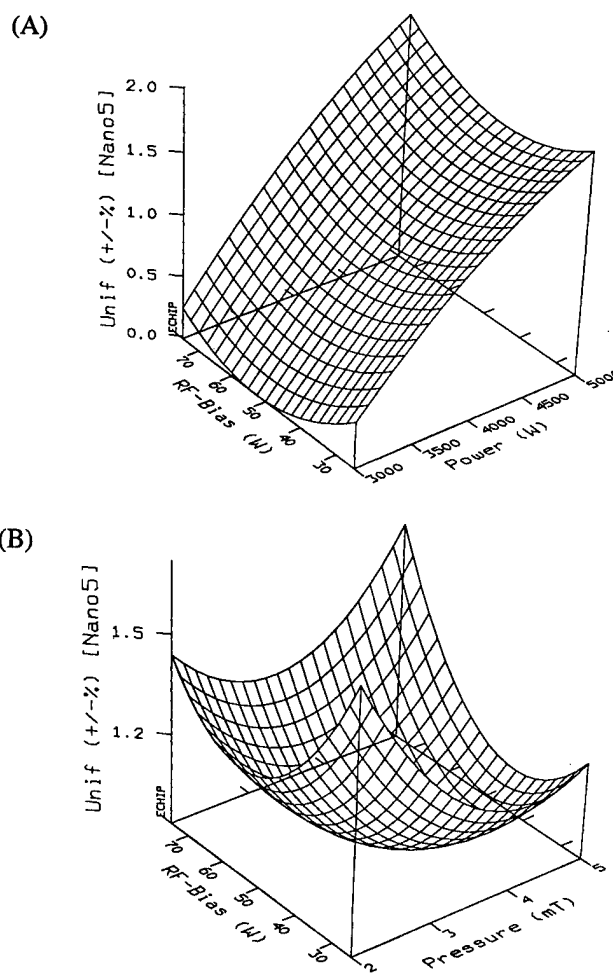 (A)
Unif (+/-%) [Nano5]
2.0
1.5
1.0
0.5
0.0
ECHIP
70
60
50
40
30
RF-Bias (W)
3000
3500
4000
4500
5000
Power (W)
(B)
Unif (+/-%) [Nano5]
1.5
1.2
ECHIP
70
60
50
40
30
RF-Bias (W)
2
3
4
5
Pressure (mT)